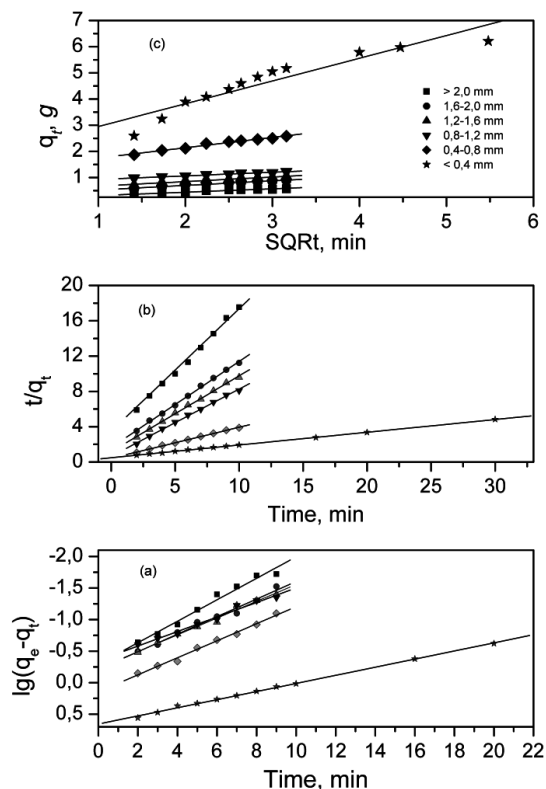 7
6
5
4
3
2
1
qt, g
(c)
> 2,0 mm
1,6-2,0 mm
1,2-1,6 mm
0,8-1,2 mm
0,4-0,8 mm
< 0,4 mm
1 2 3 4 5 6
SQRt, min
20
16
12
8
4
0
t/qt
(b)
0 5 10 15 20 25 30
Time, min
-2,0
-1,5
-1,0
-0,5
0,0
0,5
lg(qe-qt)
(a)
0 2 4 6 8 10 12 14 16 18 20 22
Time, min